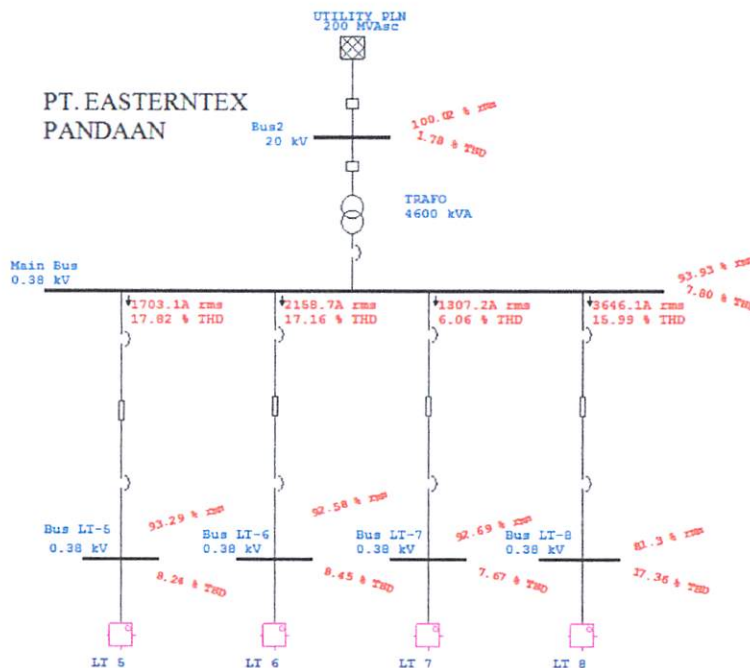 UTILITY PLN
200 MVAsc
PT. EASTERNTEX
PANDAAN
Bus2
20 kV
100.02 % rms
1.78 % THD
TRAFO
4600 kVA
Main Bus
0.38 kV
93.93 % rms
7.80 % THD
1703.1A rms
17.82 % THD
2158.7A rms
17.16 % THD
1307.2A rms
6.06 % THD
3646.1A rms
15.99 % THD
Bus LT-5
0.38 kV
93.29 % rms
8.24 % THD
Bus LT-6
0.38 kV
92.58 % rms
8.45 % THD
Bus LT-7
0.38 kV
92.69 % rms
7.67 % THD
Bus LT-8
0.38 kV
81.3 % rms
17.36 % THD
LT 5
LT 6
LT 7
LT 8